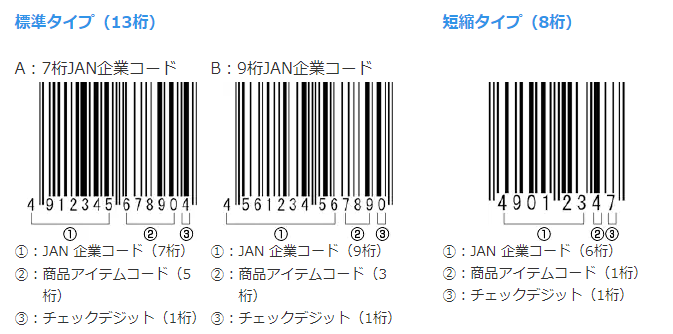 標準タイプ（13桁）
A：7桁JAN企業コード
4 912345 678904
① ② ③
①：JAN 企業コード（7桁）
②：商品アイテムコード（5
桁）
③：チェックデジット（1桁）
B：9桁JAN企業コード
4 561234 567890
① ② ③
①：JAN 企業コード（9桁）
②：商品アイテムコード（3
桁）
③：チェックデジット（1桁）
短縮タイプ（8桁）
4901 2347
① ②③
①：JAN 企業コード（6桁）
②：商品アイテムコード（1桁）
③：チェックデジット（1桁）